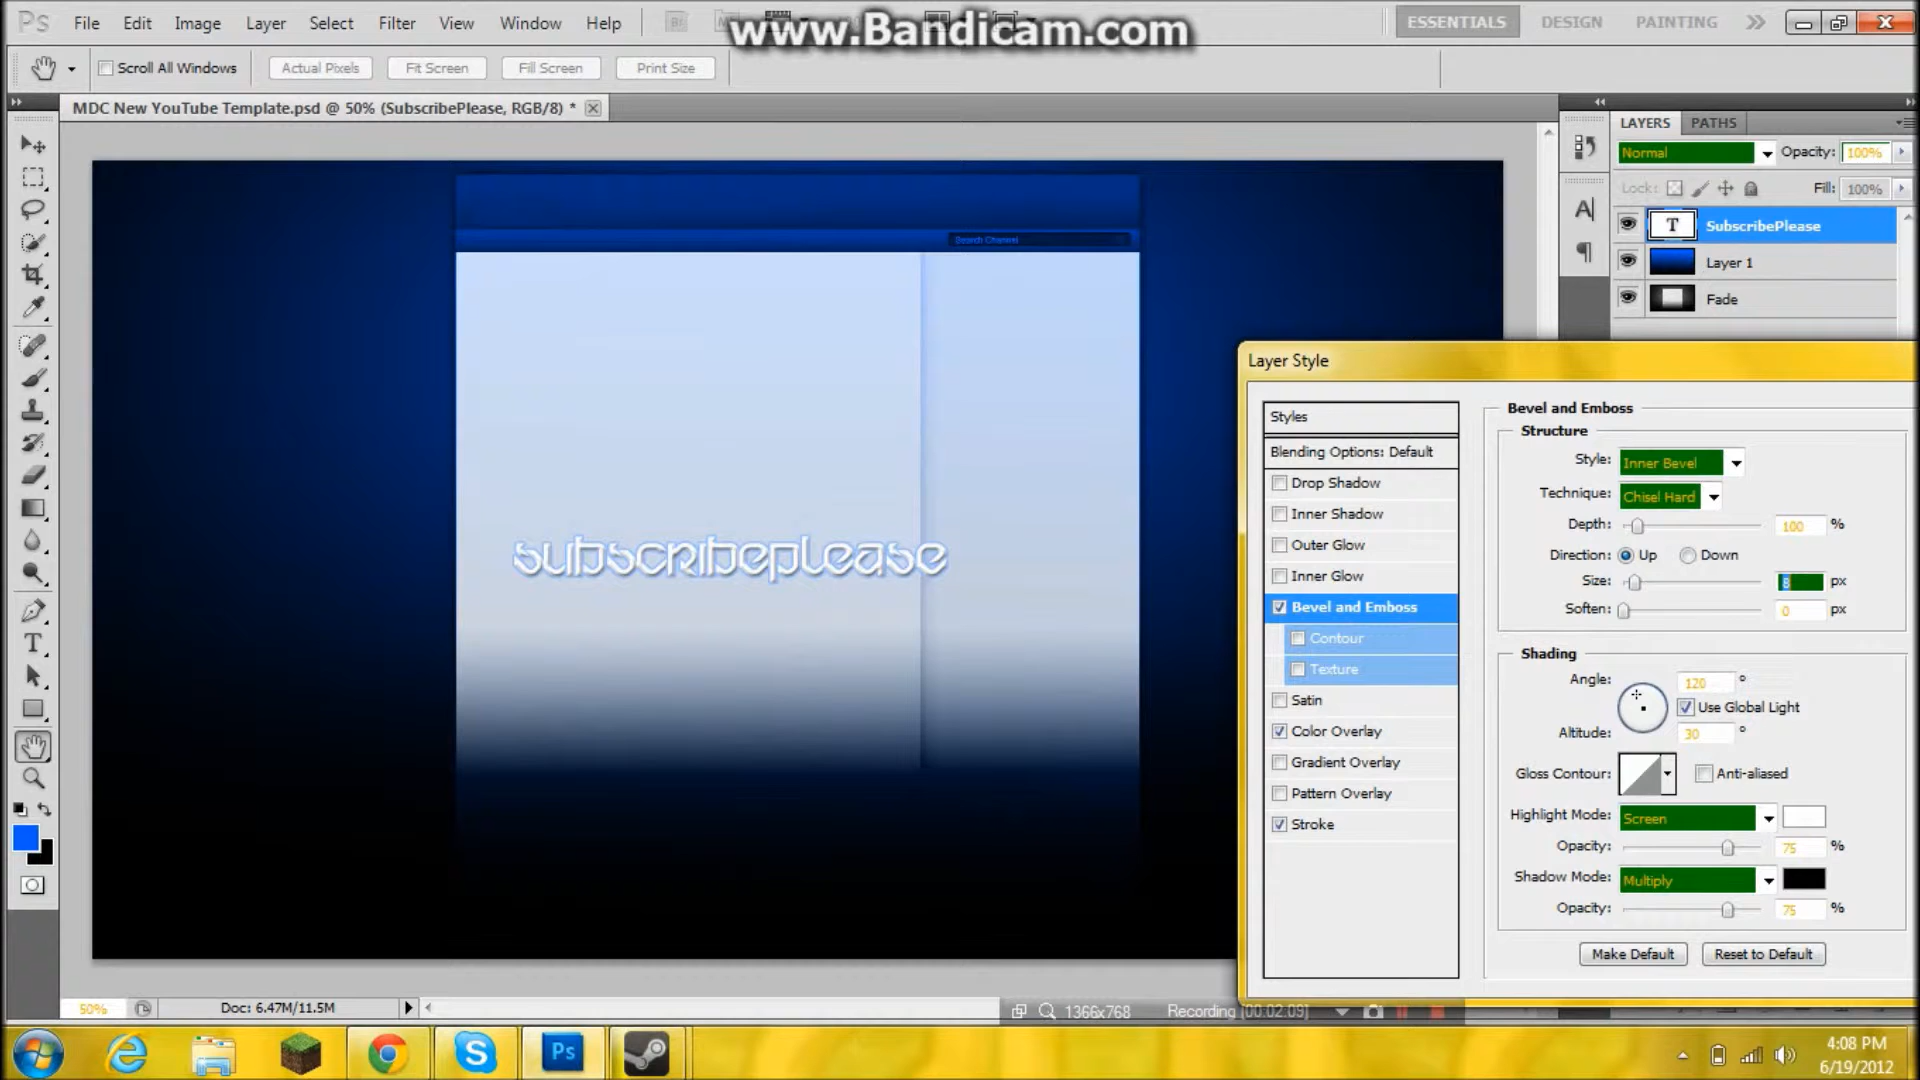 Ps File Edit Image Layer Select Filter View Window Help
www.Bandicam.com
ESSENTIALS DESIGN PAINTING
Scroll All Windows Actual Pixels Fit Screen Fill Screen Print Size
MDC New YouTube Template.psd @ 50% (SubscribePlease, RGB/8) *
LAYERS PATHS
Normal Opacity: 100%
Lock: Fill: 100%
T SubscribePlease
Layer 1
Fade
Search Channel
subscribeplease
Layer Style
Styles
Blending Options: Default
Drop Shadow
Inner Shadow
Outer Glow
Inner Glow
Bevel and Emboss
Contour
Texture
Satin
Color Overlay
Gradient Overlay
Pattern Overlay
Stroke
Bevel and Emboss
Structure
Style: Inner Bevel
Technique: Chisel Hard
Depth: 100 %
Direction: Up Down
Size: 8 px
Soften: 0 px
Shading
Angle: 120 °
Use Global Light
Altitude: 30 °
Gloss Contour: Anti-aliased
Highlight Mode: Screen
Opacity: 75 %
Shadow Mode: Multiply
Opacity: 75 %
Make Default Reset to Default
50% Doc: 6.47M/11.5M
1366x768 Recording [00:02:09]
Ps
4:08 PM
6/19/2012